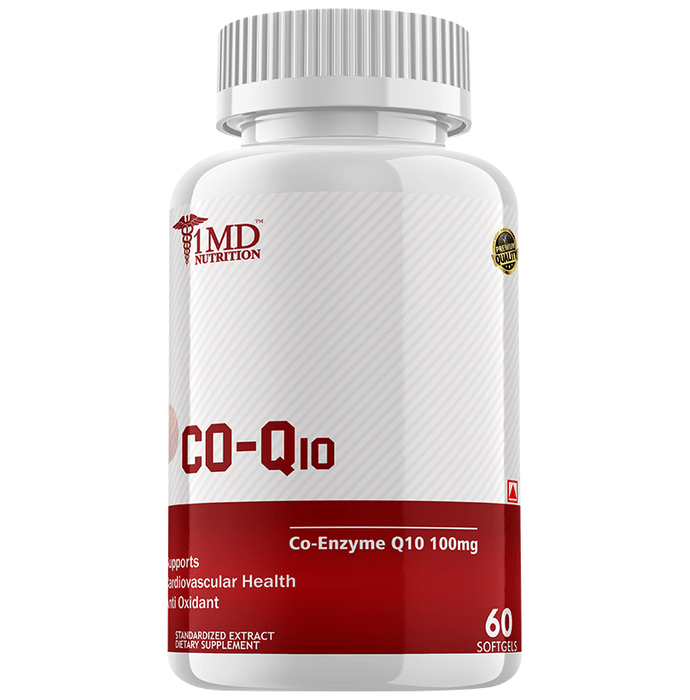 1MD™
NUTRITION
PREMIUM
QUALITY
CO-Q10
Co-Enzyme Q10 100mg
upports
ardiovascular Health
nti Oxidant
STANDARDIZED EXTRACT
DIETARY SUPPLEMENT
60
SOFTGELS